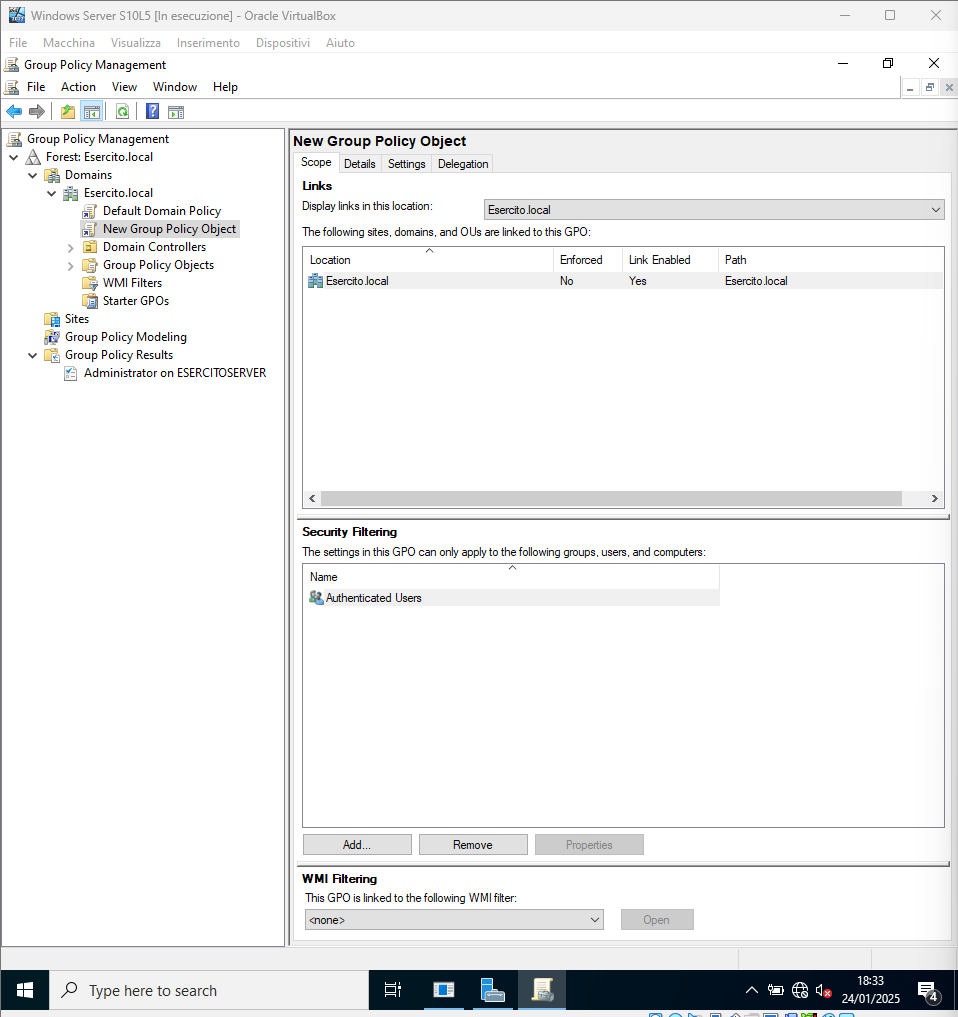 Windows Server S10L5 [In esecuzione] - Oracle VirtualBox
File Macchina Visualizza Inserimento Dispositivi Aiuto
Group Policy Management
File Action View Window Help
Group Policy Management
Forest: Esercito.local
Domains
Esercito.local
Default Domain Policy
New Group Policy Object
Domain Controllers
Group Policy Objects
WMI Filters
Starter GPOs
Sites
Group Policy Modeling
Group Policy Results
Administrator on ESERCITOSERVER
New Group Policy Object
Scope Details Settings Delegation
Links
Display links in this location: Esercito.local
The following sites, domains, and OUs are linked to this GPO:
Location Enforced Link Enabled Path
Esercito.local No Yes Esercito.local
Security Filtering
The settings in this GPO can only apply to the following groups, users, and computers:
Name
Authenticated Users
Add... Remove Properties
WMI Filtering
This GPO is linked to the following WMI filter:
<none> Open
Type here to search
18:33
24/01/2025
4